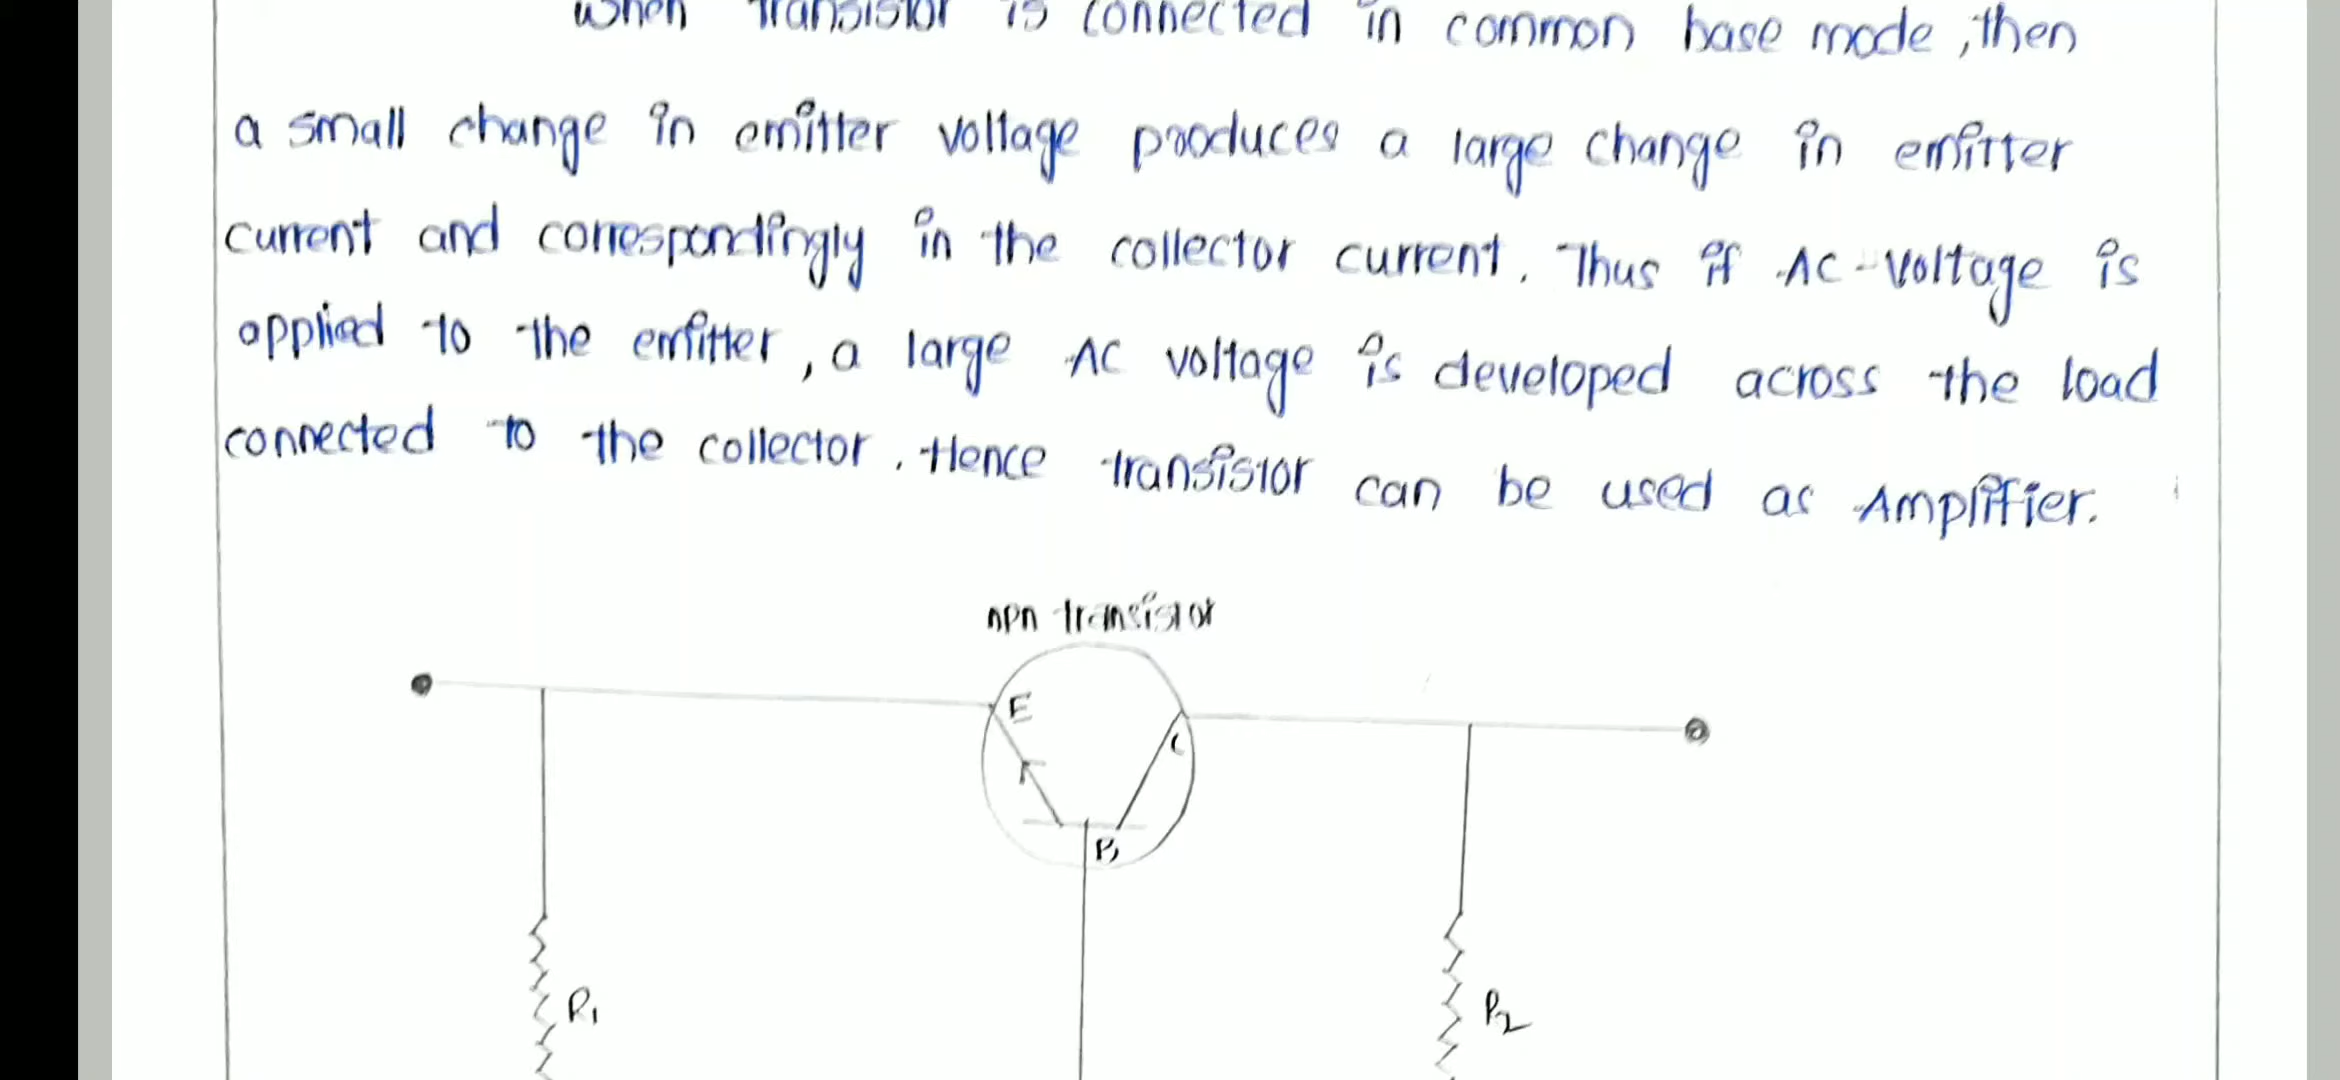 When transistor is connected in common base mode, then
a small change in emitter voltage produces a large change in emitter
current and correspondingly in the collector current. Thus if AC-voltage is
applied to the emitter, a large AC voltage is developed across the load
connected to the collector. Hence transistor can be used as Amplifier.
npn transistor
E
C
B
R1
R2